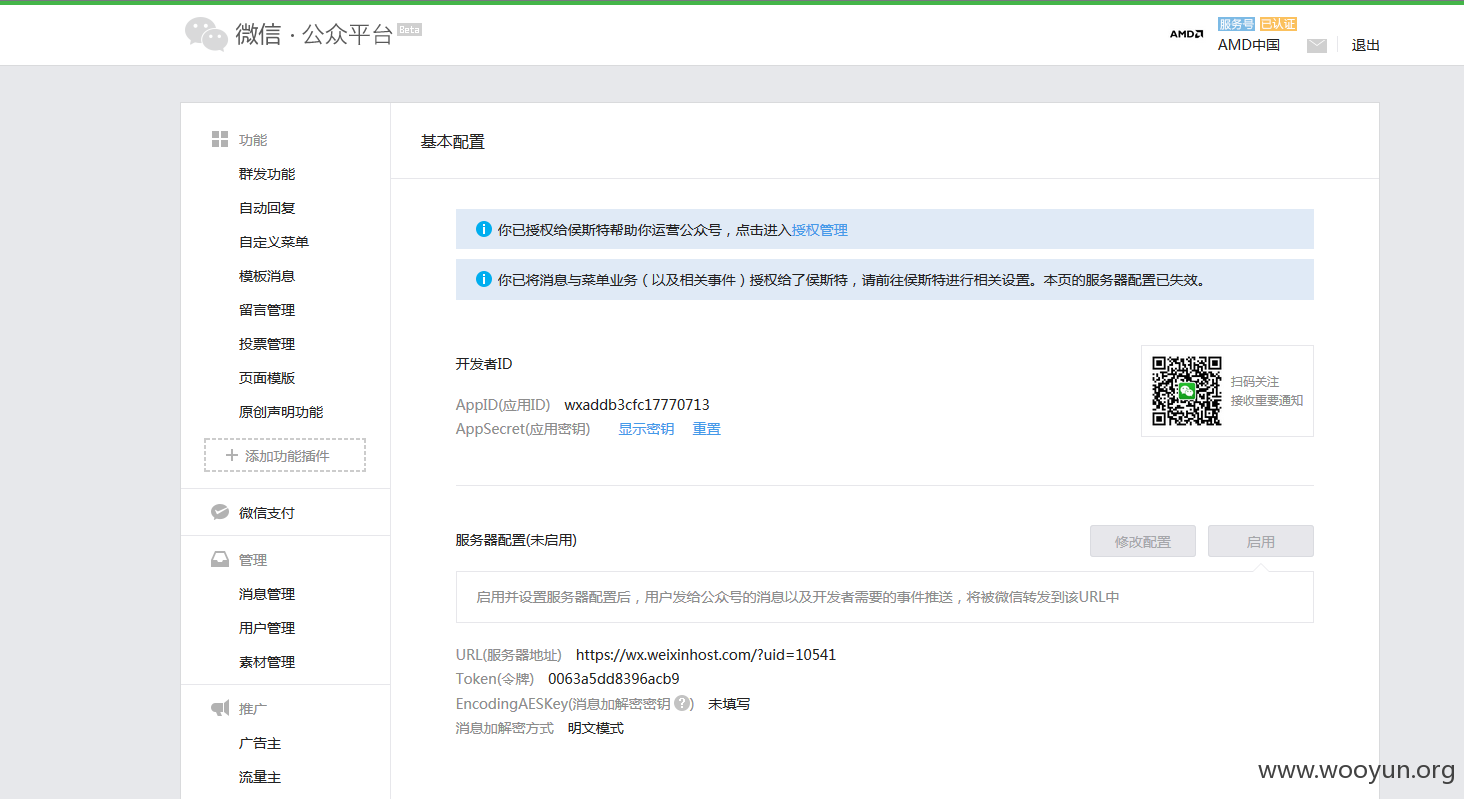 微信·公众平台 Beta
AMD
服务号 已认证
AMD中国
退出
功能
群发功能
自动回复
自定义菜单
模板消息
留言管理
投票管理
页面模版
原创声明功能
+ 添加功能插件
微信支付
管理
消息管理
用户管理
素材管理
推广
广告主
流量主
基本配置
你已授权给侯斯特帮助你运营公众号，点击进入授权管理
你已将消息与菜单业务（以及相关事件）授权给了侯斯特，请前往侯斯特进行相关设置。本页的服务器配置已失效。
开发者ID
AppID(应用ID) wxaddb3cfc17770713
AppSecret(应用密钥) 显示密钥 重置
扫码关注
接收重要通知
服务器配置(未启用)
修改配置 启用
启用并设置服务器配置后，用户发给公众号的消息以及开发者需要的事件推送，将被微信转发到该URL中
URL(服务器地址) https://wx.weixinhost.com/?uid=10541
Token(令牌) 0063a5dd8396acb9
EncodingAESKey(消息加解密密钥 ?) 未填写
消息加解密方式 明文模式
www.wooyun.org